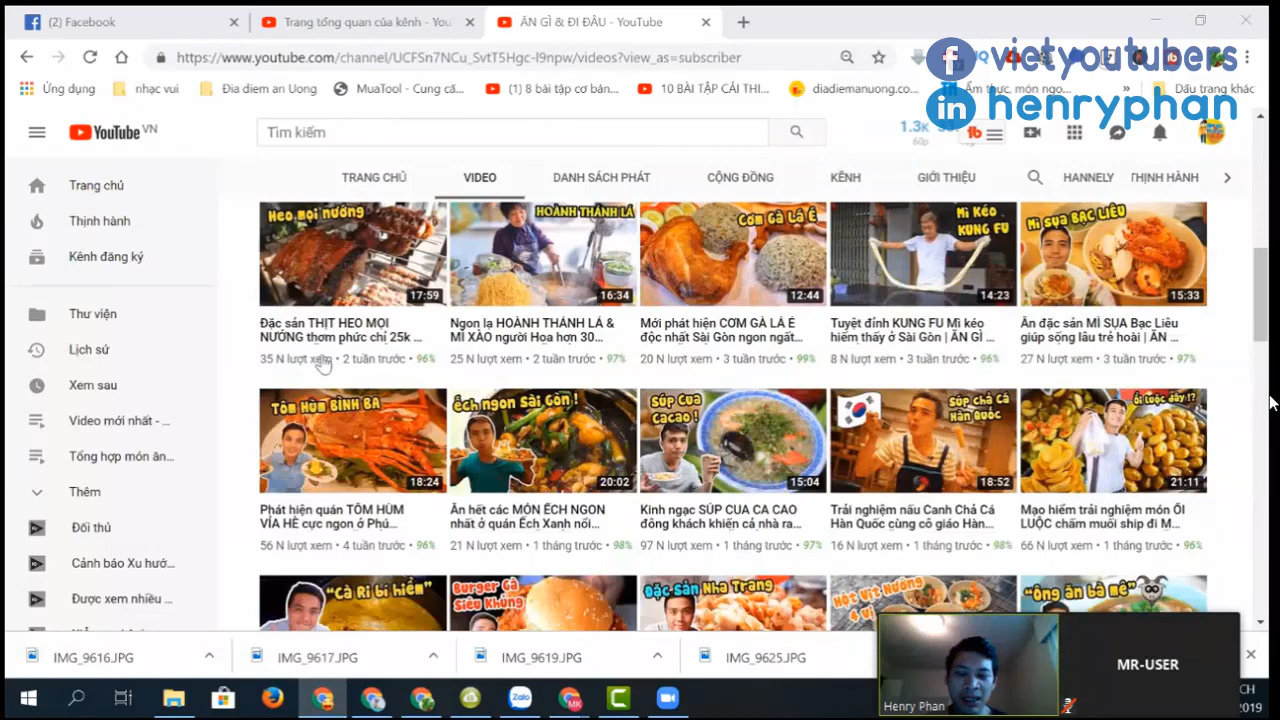 (2) Facebook
Trang tổng quan của kênh - You
ĂN GÌ & ĐI ĐÂU - YouTube
https://www.youtube.com/channel/UCFSn7NCu_SvtT5Hgc-I9npw/videos?view_as=subscriber
vietyoutubers
henryphan
Ứng dụng
nhạc vui
Dia diem an Uong
MuaTool - Cung cấ...
(1) 8 bài tập cơ bản...
10 BÀI TẬP CẢI THI...
diadiemanuong.co...
Ẩm thực, món ngo...
Dấu trang khác
YouTube VN
Tìm kiếm
1.3K
60p
TRANG CHỦ
VIDEO
DANH SÁCH PHÁT
CỘNG ĐỒNG
KÊNH
GIỚI THIỆU
HANNELY
THỊNH HÀNH
Trang chủ
Thịnh hành
Kênh đăng ký
Thư viện
Lịch sử
Xem sau
Video mới nhất - ...
Tổng hợp món ăn...
Thêm
Đối thủ
Cảnh báo Xu hướ...
Được xem nhiều ...
Heo mọi nướng
17:59
HOÀNH THÁNH LÁ
16:34
Cơm Gà Lá É
12:44
Mì Kéo
KUNG FU
14:23
Mì sụa BẠC LIÊU
15:33
Đặc sản THỊT HEO MỌI
NƯỚNG thơm phức chỉ 25k ...
35 N lượt xem • 2 tuần trước • 96%
Ngon lạ HOÀNH THÁNH LÁ &
MÌ XÀO người Hoa hơn 30...
25 N lượt xem • 2 tuần trước • 97%
Mới phát hiện CƠM GÀ LÁ É
độc nhất Sài Gòn ngon ngất...
20 N lượt xem • 3 tuần trước • 99%
Tuyệt đỉnh KUNG FU Mì kéo
hiếm thấy ở Sài Gòn | ĂN GÌ ...
8 N lượt xem • 3 tuần trước • 96%
Ăn đặc sản MÌ SỤA Bạc Liêu
giúp sống lâu trẻ hoài | ĂN ...
27 N lượt xem • 3 tuần trước • 97%
Tôm Hùm BÌNH BA
18:24
Ếch ngon Sài Gòn !
20:02
Súp Cua
Cacao !
15:04
Súp chả Cá
Hàn Quốc
18:52
ổi luộc đây !?
21:11
Phát hiện quán TÔM HÙM
VỈA HÈ cực ngon ở Phú...
56 N lượt xem • 4 tuần trước • 96%
Ăn hết các MÓN ẾCH NGON
nhất ở quán Ếch Xanh nổi...
21 N lượt xem • 1 tháng trước • 98%
Kinh ngạc SÚP CUA CA CAO
đông khách khiến cả nhà ra...
97 N lượt xem • 1 tháng trước • 97%
Trải nghiệm nấu Canh Chả Cá
Hàn Quốc cùng cô giáo Hàn...
16 N lượt xem • 1 tháng trước • 98%
Mạo hiểm trải nghiệm món ỔI
LUỘC chấm muối ship đi M...
66 N lượt xem • 1 tháng trước • 96%
"Cà Ri bí hiểm"
Burger Gà
Siêu Khủng
Đặc Sản Nha Trang
Hột Vịt Nướng
"ông ăn bà mê"
IMG_9616.JPG
IMG_9617.JPG
IMG_9619.JPG
IMG_9625.JPG
Henry Phan
MR-USER
CH
2019